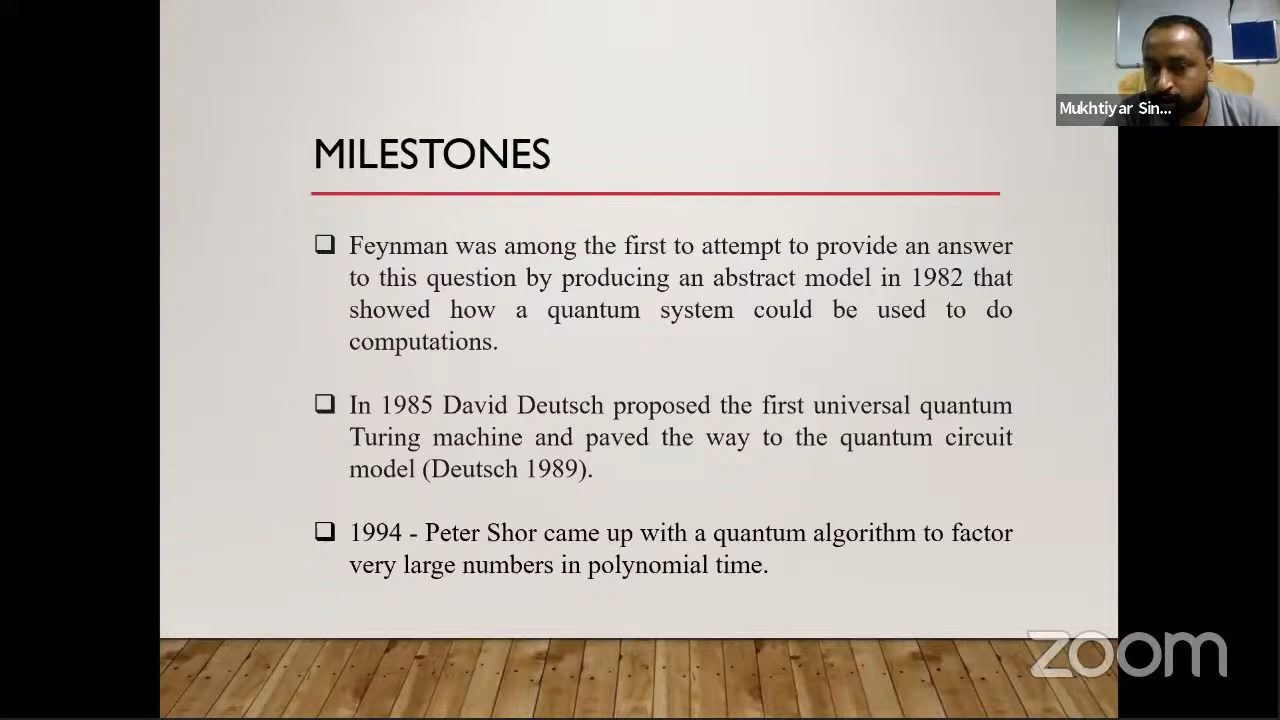 Mukhtiyar Sin...
MILESTONES
❑ Feynman was among the first to attempt to provide an answer
to this question by producing an abstract model in 1982 that
showed how a quantum system could be used to do
computations.
❑ In 1985 David Deutsch proposed the first universal quantum
Turing machine and paved the way to the quantum circuit
model (Deutsch 1989).
❑ 1994 - Peter Shor came up with a quantum algorithm to factor
very large numbers in polynomial time.
zoom